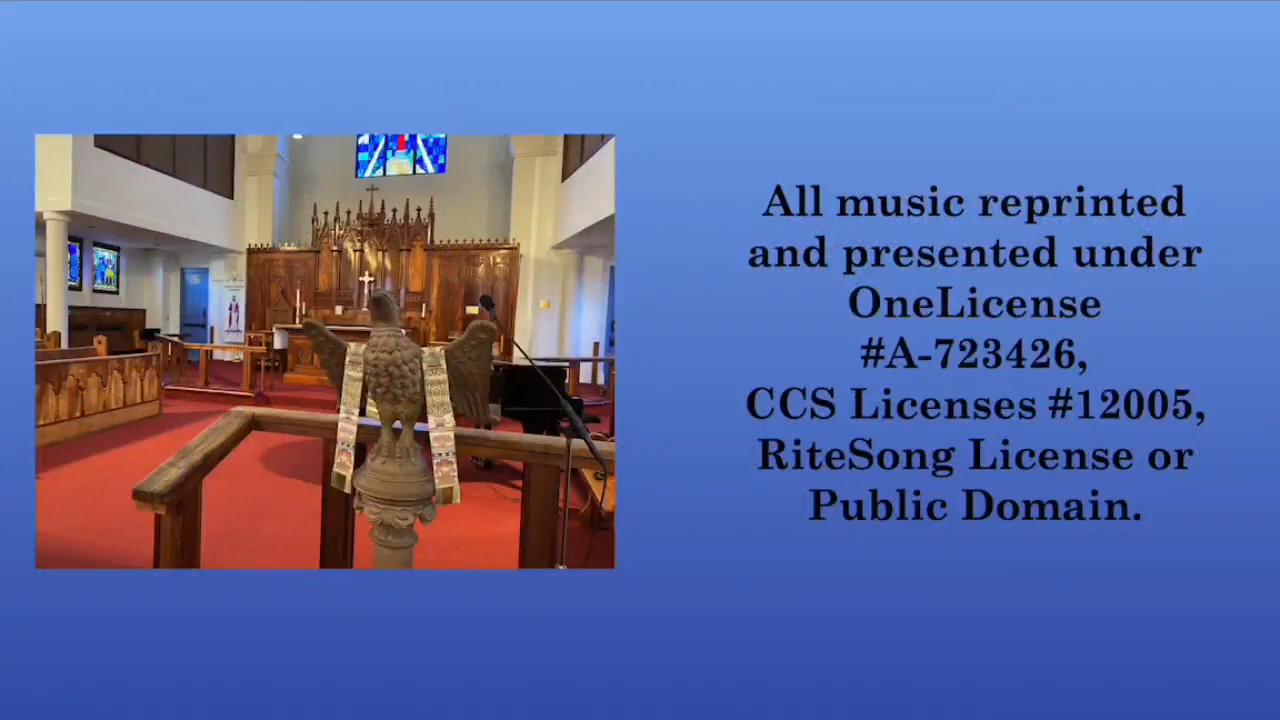 All music reprinted
and presented under
OneLicense
#A-723426,
CCS Licenses #12005,
RiteSong License or
Public Domain.